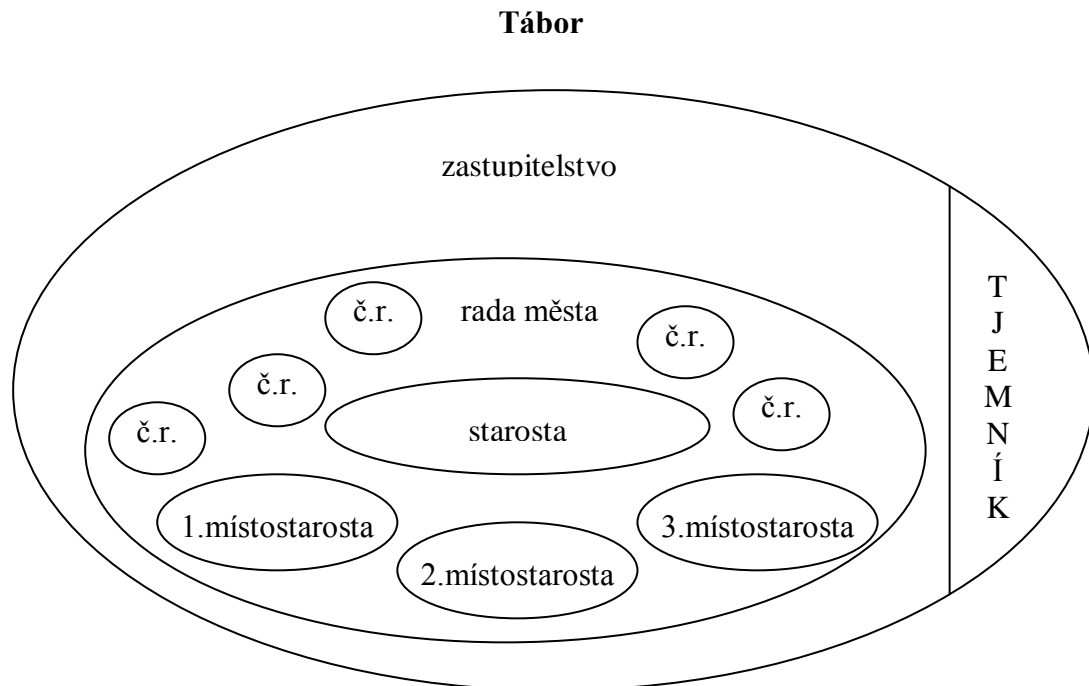 Tábor
zastupitelstvo
č.r.
rada města
č.r.
č.r.
č.r.
č.r.
starosta
1.místostarosta
2.místostarosta
3.místostarosta
T
J
E
M
N
Í
K